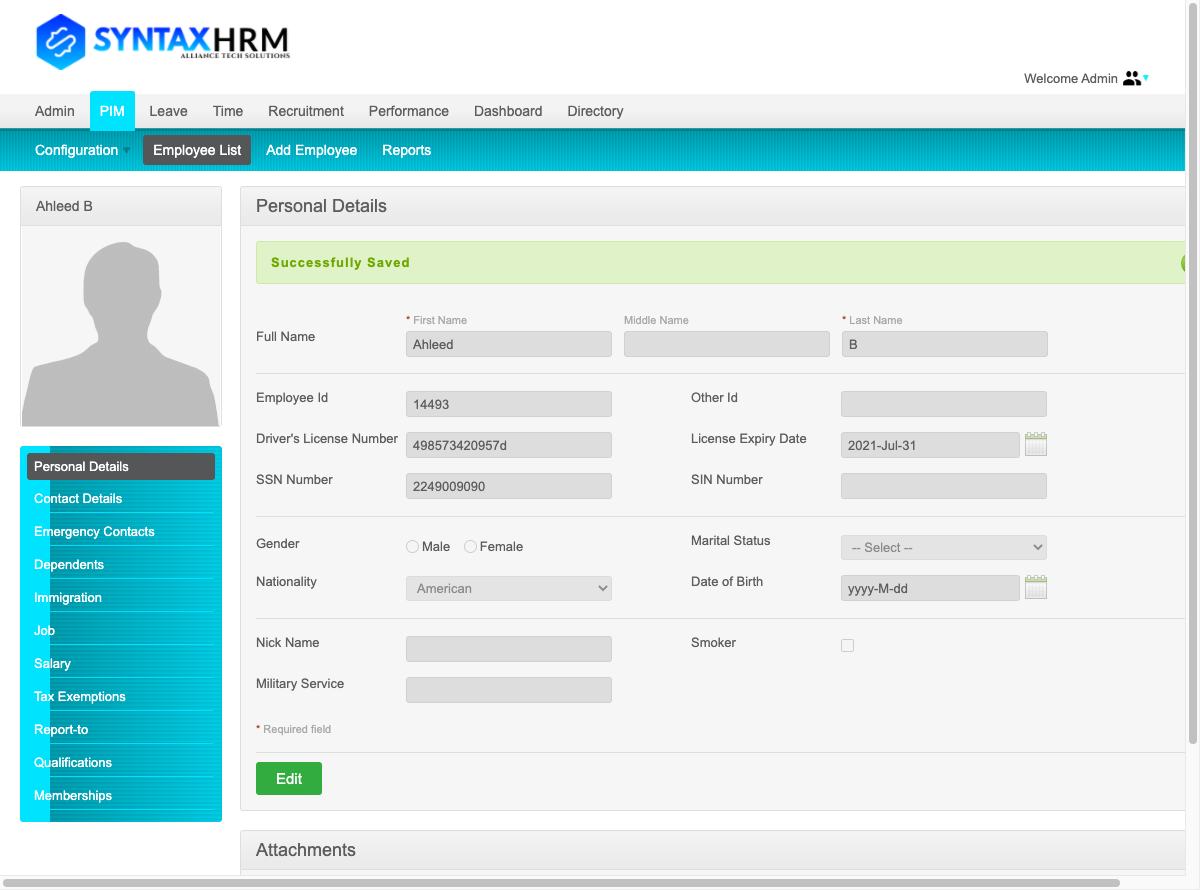 SYNTAXHRM
ALLIANCE TECH SOLUTIONS
Welcome Admin
Admin PIM Leave Time Recruitment Performance Dashboard Directory
Configuration Employee List Add Employee Reports
Ahleed B
Personal Details
Contact Details
Emergency Contacts
Dependents
Immigration
Job
Salary
Tax Exemptions
Report-to
Qualifications
Memberships
Personal Details
Successfully Saved
* First Name Middle Name * Last Name
Full Name Ahleed B
Employee Id 14493 Other Id
Driver's License Number 498573420957d License Expiry Date 2021-Jul-31
SSN Number 2249009090 SIN Number
Gender Male Female Marital Status -- Select --
Nationality American Date of Birth yyyy-M-dd
Nick Name Smoker
Military Service
* Required field
Edit
Attachments